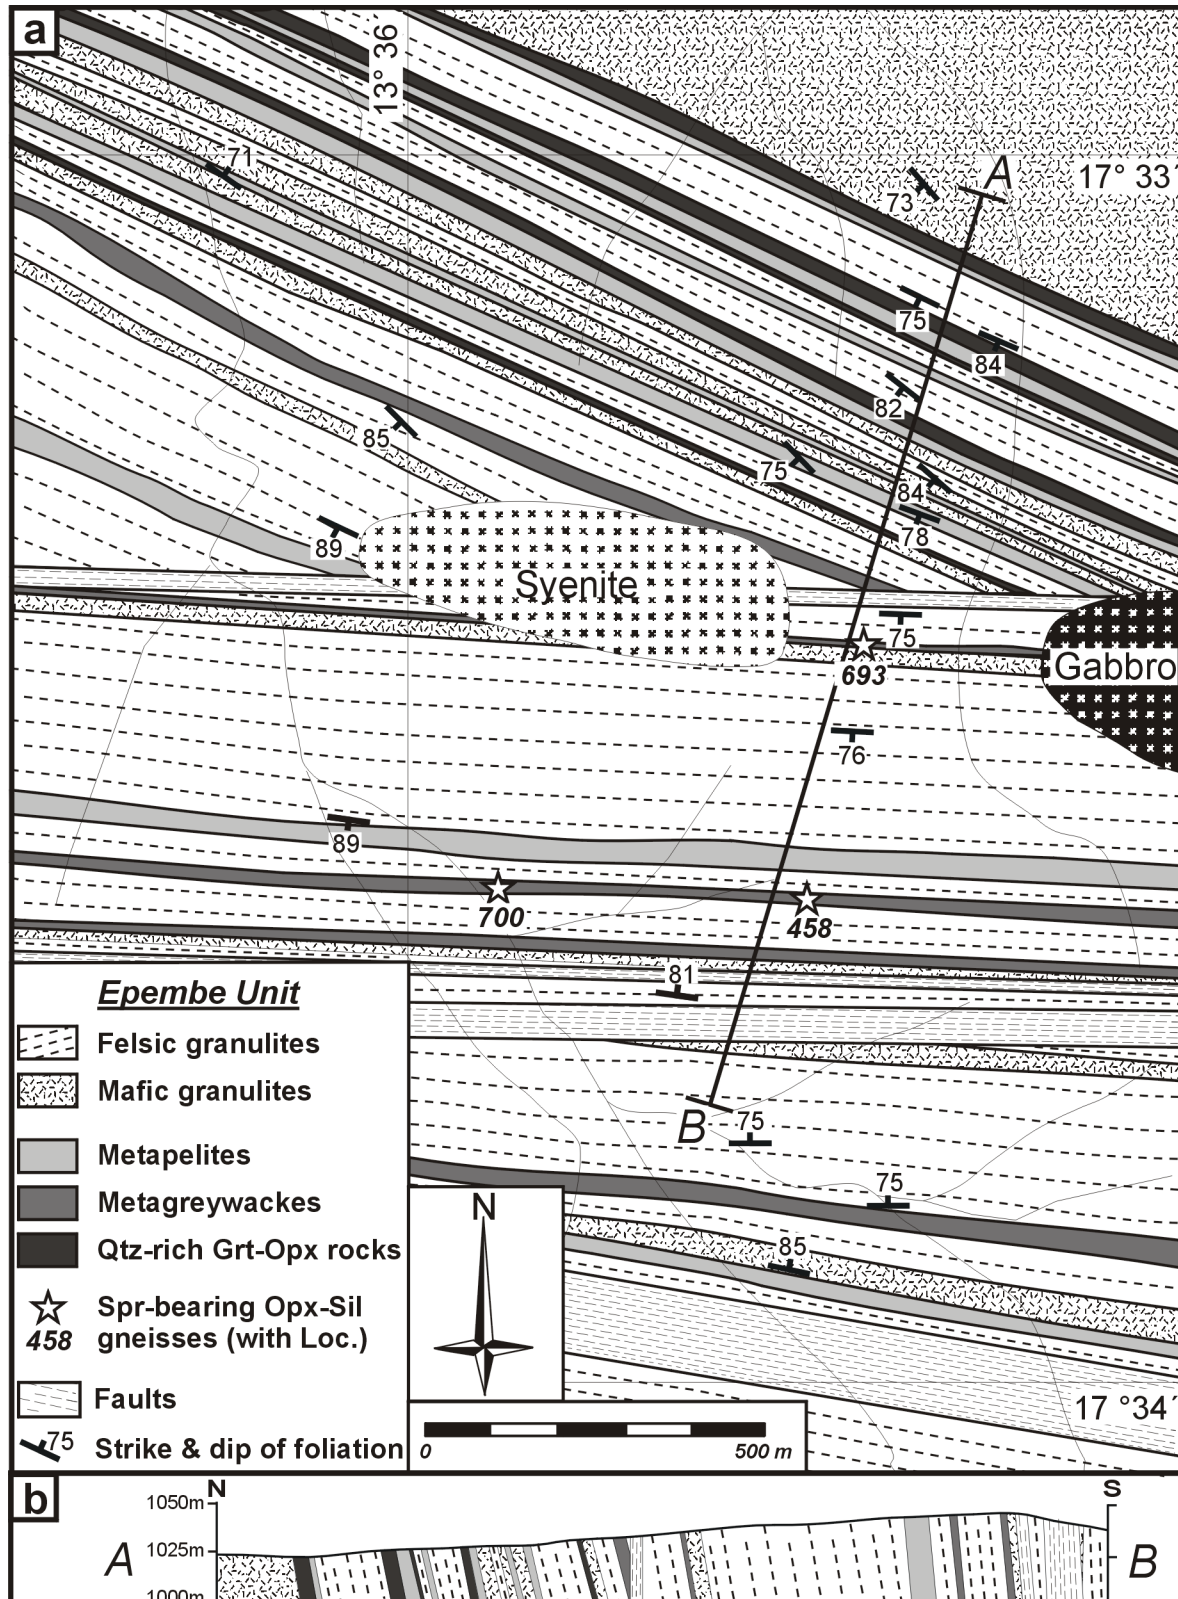 a
13° 36
71
A
17° 33
73
75
84
82
85
75
84
78
89
Syenite
75
693
Gabbro
76
89
700
458
81
B
75
75
85
Epembe Unit
Felsic granulites
Mafic granulites
Metapelites
Metagreywackes
Qtz-rich Grt-Opx rocks
Spr-bearing Opx-Sil
458 gneisses (with Loc.)
Faults
75 Strike & dip of foliation
N
0 500 m
17 °34´
b
N S
1050m
A 1025m B
1000m